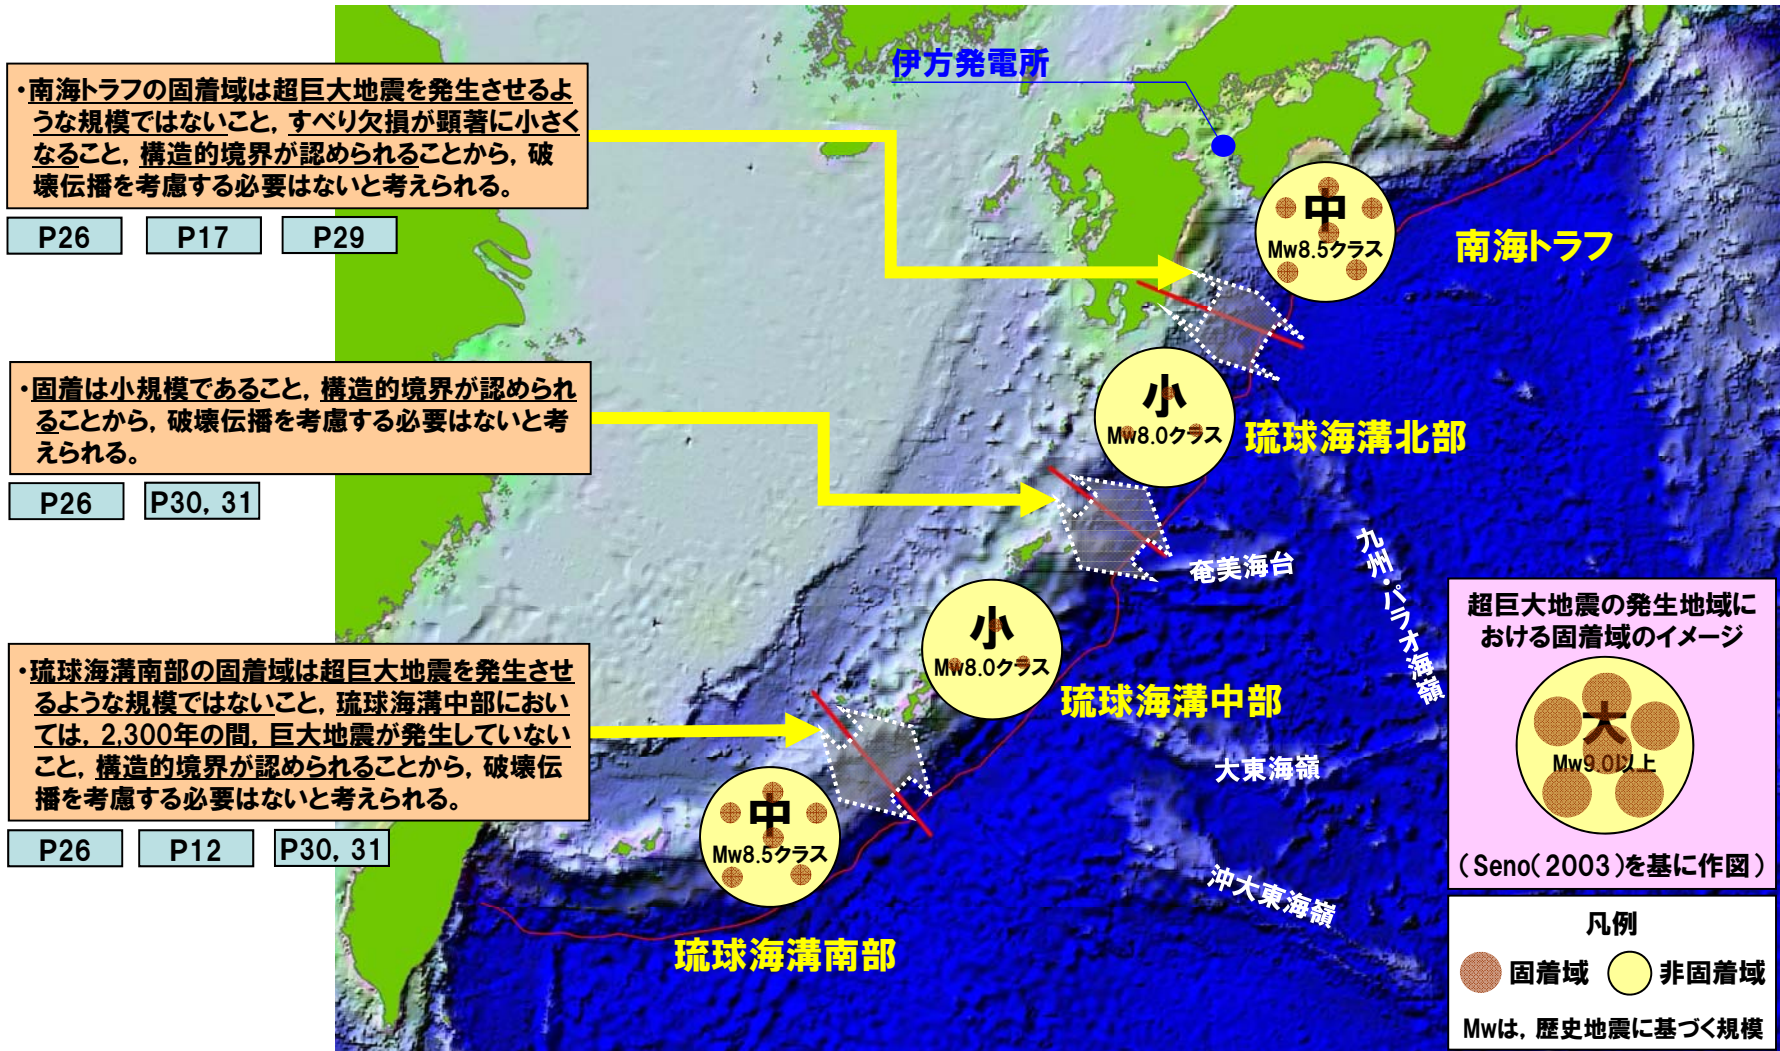 ・南海トラフの固着域は超巨大地震を発生させるよ
うな規模ではないこと, すべり欠損が顕著に小さく
なること, 構造的境界が認められることから, 破
壊伝播を考慮する必要はないと考えられる。
P26 P17 P29
・固着は小規模であること, 構造的境界が認められ
ることから, 破壊伝播を考慮する必要はないと考
えられる。
P26 P30, 31
・琉球海溝南部の固着域は超巨大地震を発生させ
るような規模ではないこと, 琉球海溝中部におい
ては, 2,300年の間, 巨大地震が発生していない
こと, 構造的境界が認められることから, 破壊伝
播を考慮する必要はないと考えられる。
P26 P12 P30, 31
伊方発電所
中
Mw8.5クラス
南海トラフ
小
Mw8.0クラス
琉球海溝北部
奄美海台
九州・パラオ海嶺
小
Mw8.0クラス
琉球海溝中部
大東海嶺
中
Mw8.5クラス
沖大東海嶺
琉球海溝南部
超巨大地震の発生地域に
おける固着域のイメージ
大
Mw9.0以上
(Seno(2003)を基に作図)
凡例
固着域 非固着域
Mwは, 歴史地震に基づく規模